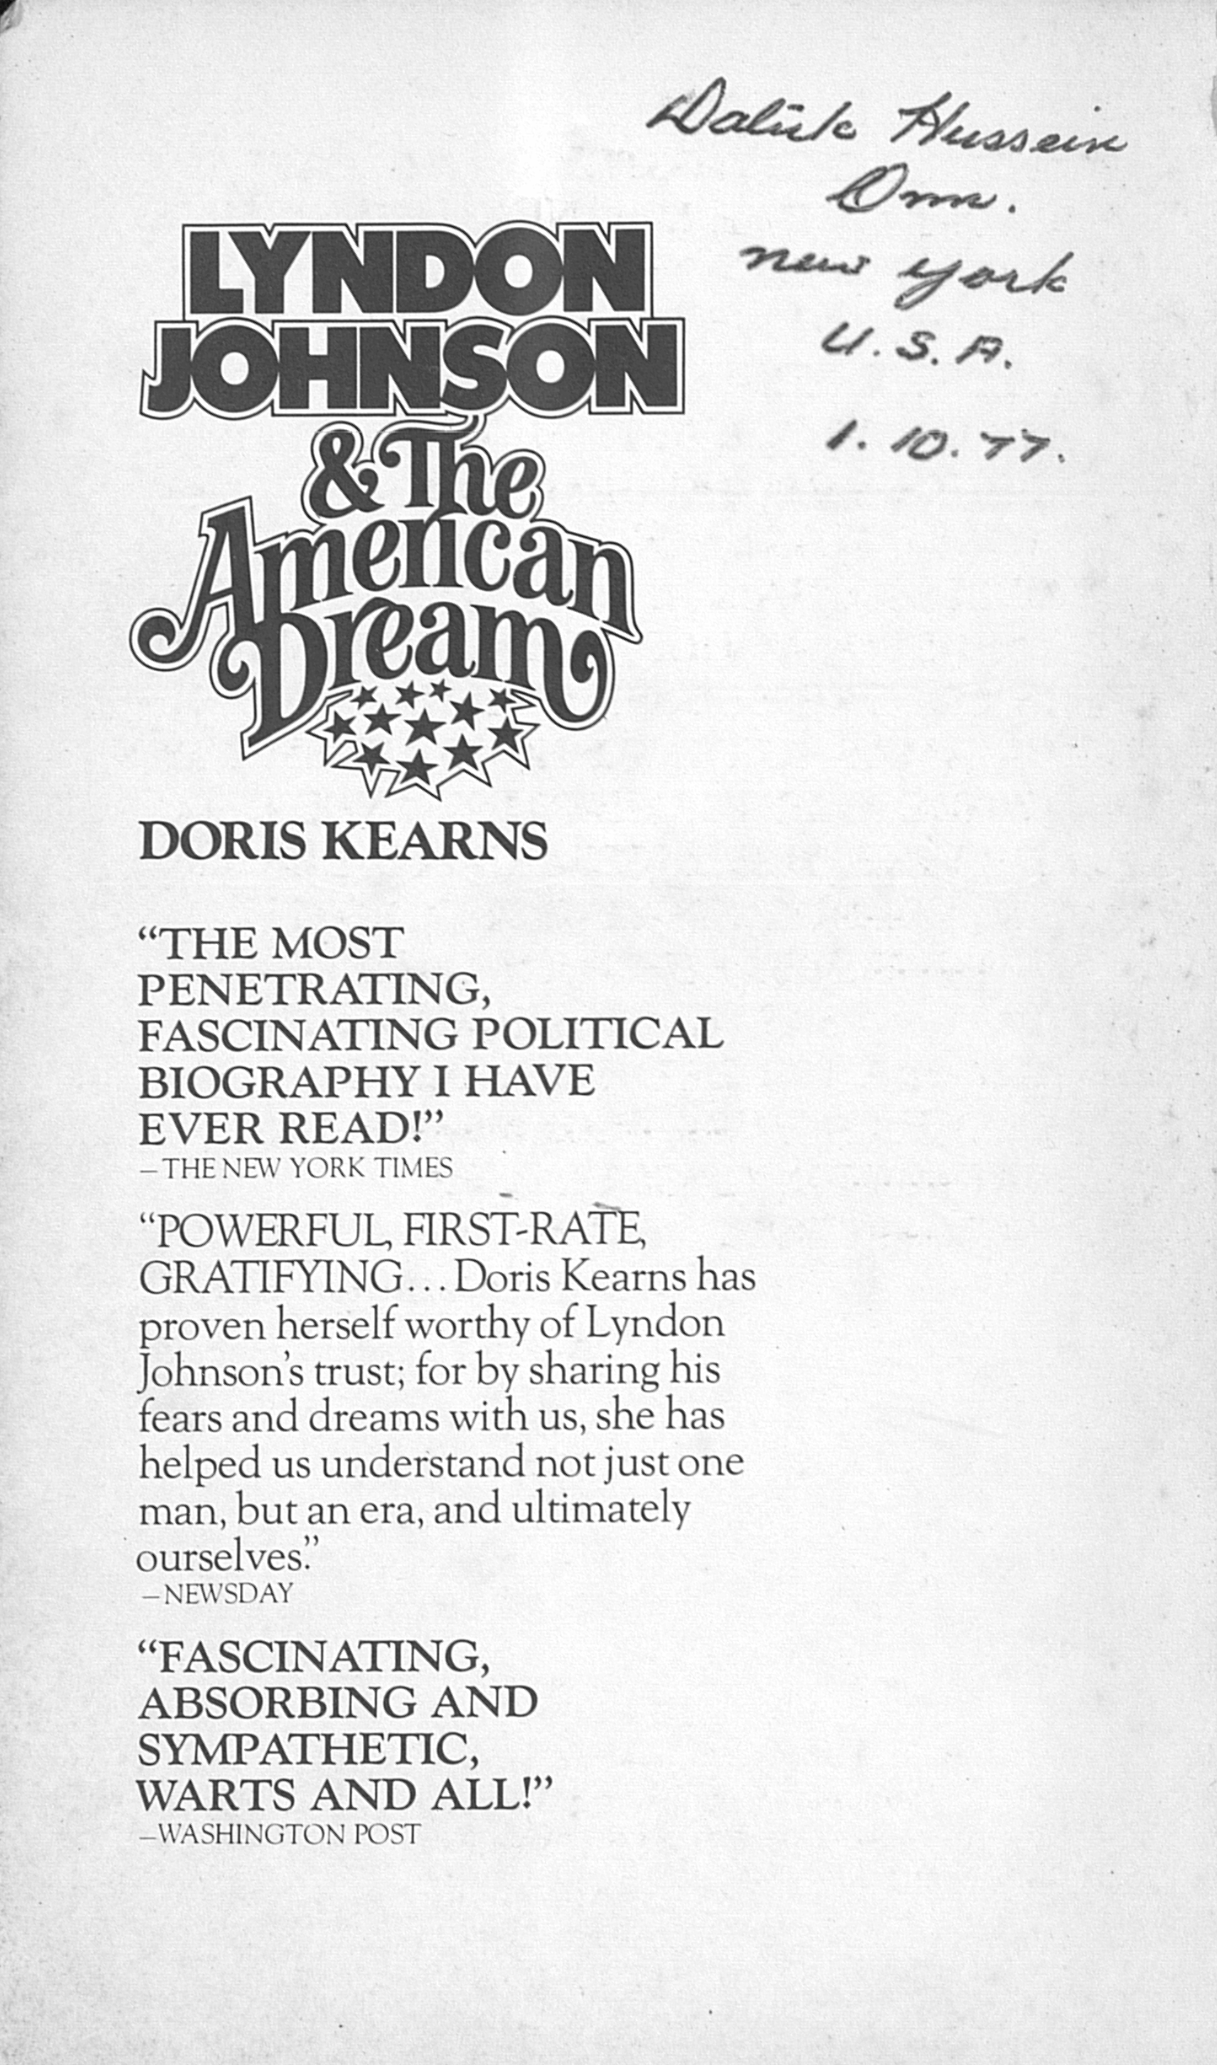 Datuk Hussein
Onn.
New York
U.S.A.
1.10.77.
LYNDON
JOHNSON
& The
American
Dream
DORIS KEARNS
“THE MOST
PENETRATING,
FASCINATING POLITICAL
BIOGRAPHY I HAVE
EVER READ!”
—THE NEW YORK TIMES
“POWERFUL, FIRST-RATE,
GRATIFYING...Doris Kearns has
proven herself worthy of Lyndon
Johnson's trust; for by sharing his
fears and dreams with us, she has
helped us understand not just one
man, but an era, and ultimately
ourselves.”
—NEWSDAY
“FASCINATING,
ABSORBING AND
SYMPATHETIC,
WARTS AND ALL!”
—WASHINGTON POST